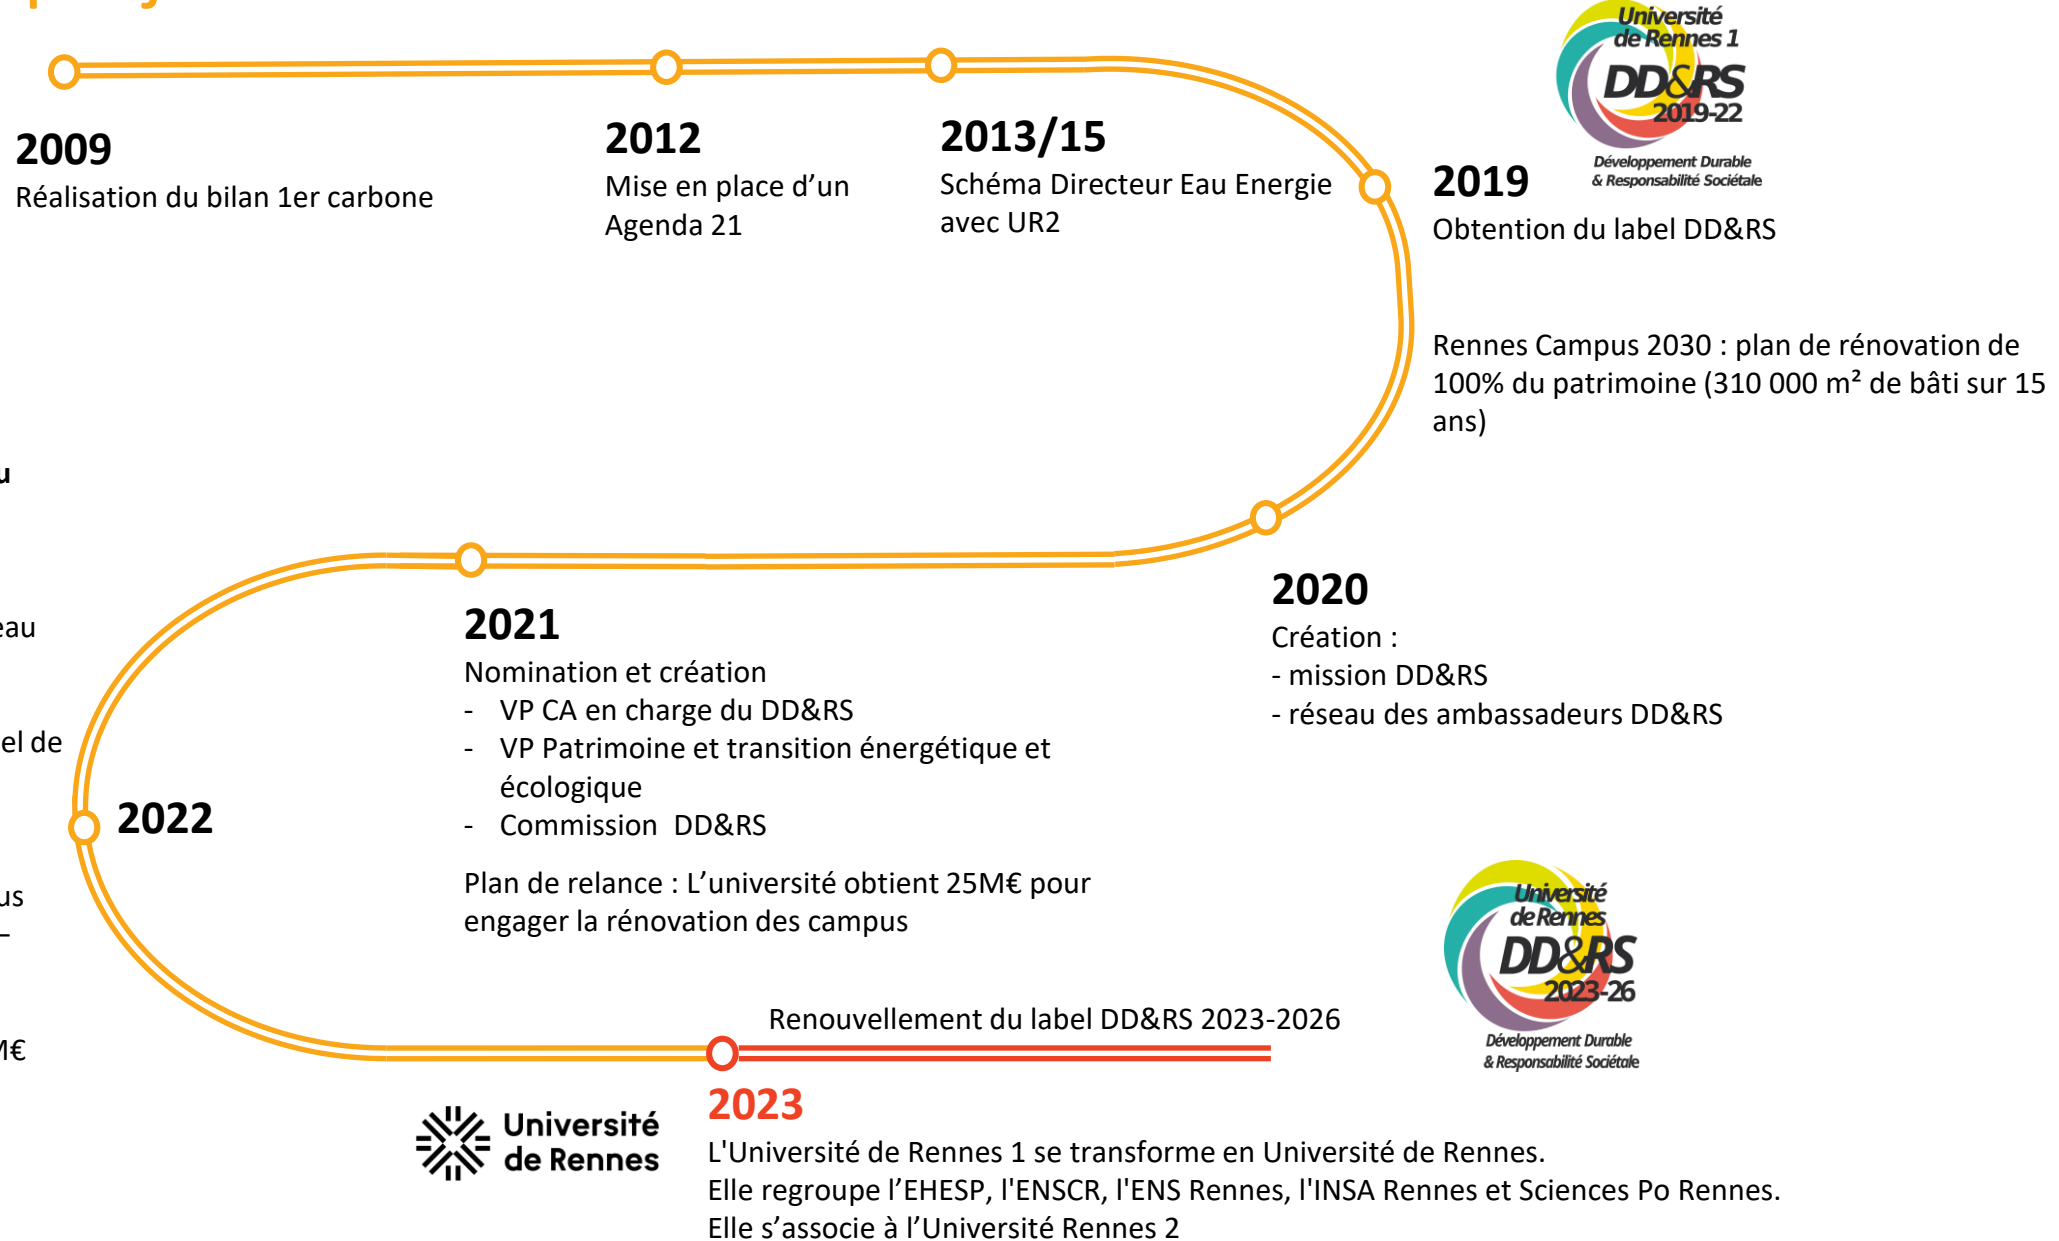 2009
Réalisation du bilan 1er carbone
2012
Mise en place d’un
Agenda 21
2013/15
Schéma Directeur Eau Energie
avec UR2
Université
de Rennes 1
DD&RS
2019-22
Développement Durable
& Responsabilité Sociétale
2019
Obtention du label DD&RS
Rennes Campus 2030 : plan de rénovation de
100% du patrimoine (310 000 m² de bâti sur 15
ans)
2020
Création :
- mission DD&RS
- réseau des ambassadeurs DD&RS
2021
Nomination et création
- VP CA en charge du DD&RS
- VP Patrimoine et transition énergétique et
écologique
- Commission DD&RS
Plan de relance : L’université obtient 25M€ pour
engager la rénovation des campus
2022
el de
M€
Renouvellement du label DD&RS 2023-2026
Université
de Rennes
DD&RS
2023-26
Développement Durable
& Responsabilité Sociétale
Université
de Rennes
2023
L'Université de Rennes 1 se transforme en Université de Rennes.
Elle regroupe l’EHESP, l'ENSCR, l'ENS Rennes, l'INSA Rennes et Sciences Po Rennes.
Elle s’associe à l’Université Rennes 2